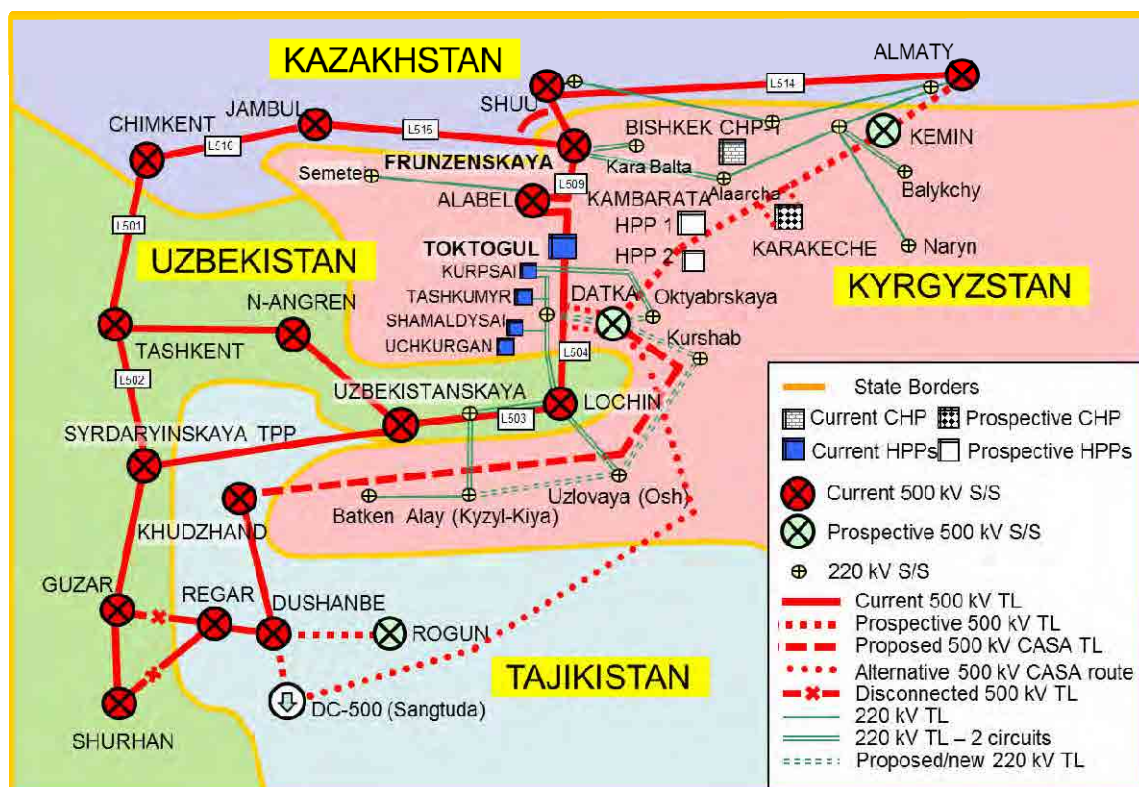 KAZAKHSTAN
ALMATY
SHUU
L514
JAMBUL
CHIMKENT
L515
L516
BISHKEK CHP-1
KEMIN
FRUNZENSKAYA
Kara Balta
Semetei
L509
Alaarcha
Balykchy
ALABEL
KAMBARATA
HPP 1
KARAKECHE
Naryn
L501
UZBEKISTAN
TOKTOGUL
HPP 2
KYRGYZSTAN
KURPSAI
N-ANGREN
TASHKUMYR
DATKA
Oktyabrskaya
SHAMALDYSAI
Kurshab
TASHKENT
UCHKURGAN
L504
L502
UZBEKISTANSKAYA
LOCHIN
L503
SYRDARYINSKAYA TPP
Uzlovaya (Osh)
KHUDZHAND
Batken Alay (Kyzyl-Kiya)
GUZAR
REGAR
DUSHANBE
ROGUN
TAJIKISTAN
DC-500 (Sangtuda)
SHURHAN
State Borders
Current CHP
Prospective CHP
Current HPPs
Prospective HPPs
Current 500 kV S/S
Prospective 500 kV S/S
220 kV S/S
Current 500 kV TL
Prospective 500 kV TL
Proposed 500 kV CASA TL
Alternative 500 kV CASA route
Disconnected 500 kV TL
220 kV TL
220 kV TL – 2 circuits
Proposed/new 220 kV TL